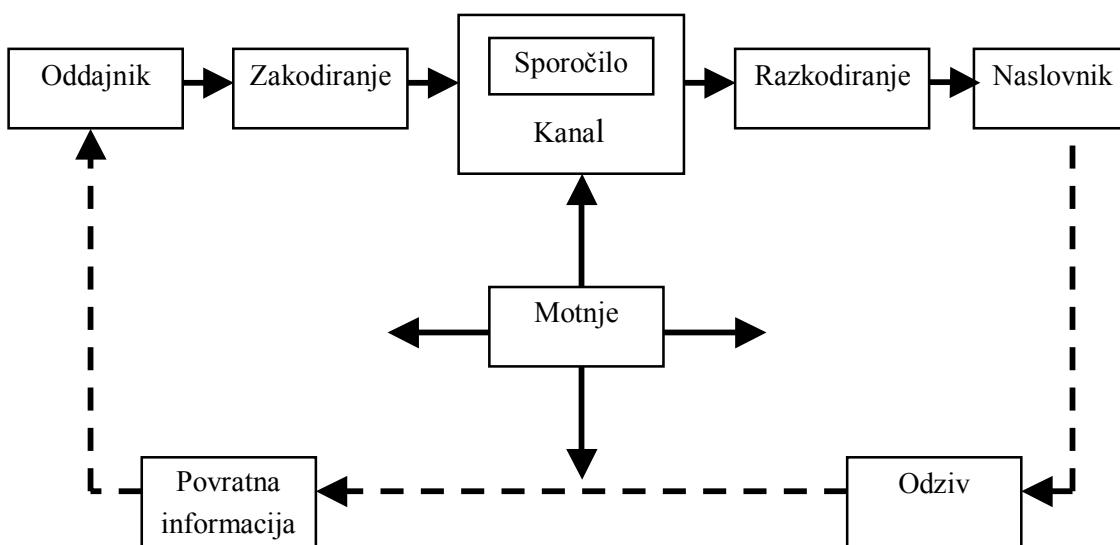 Oddajnik
Zakodiranje
Sporočilo
Kanal
Razkodiranje
Naslovnik
Motnje
Povratna
informacija
Odziv